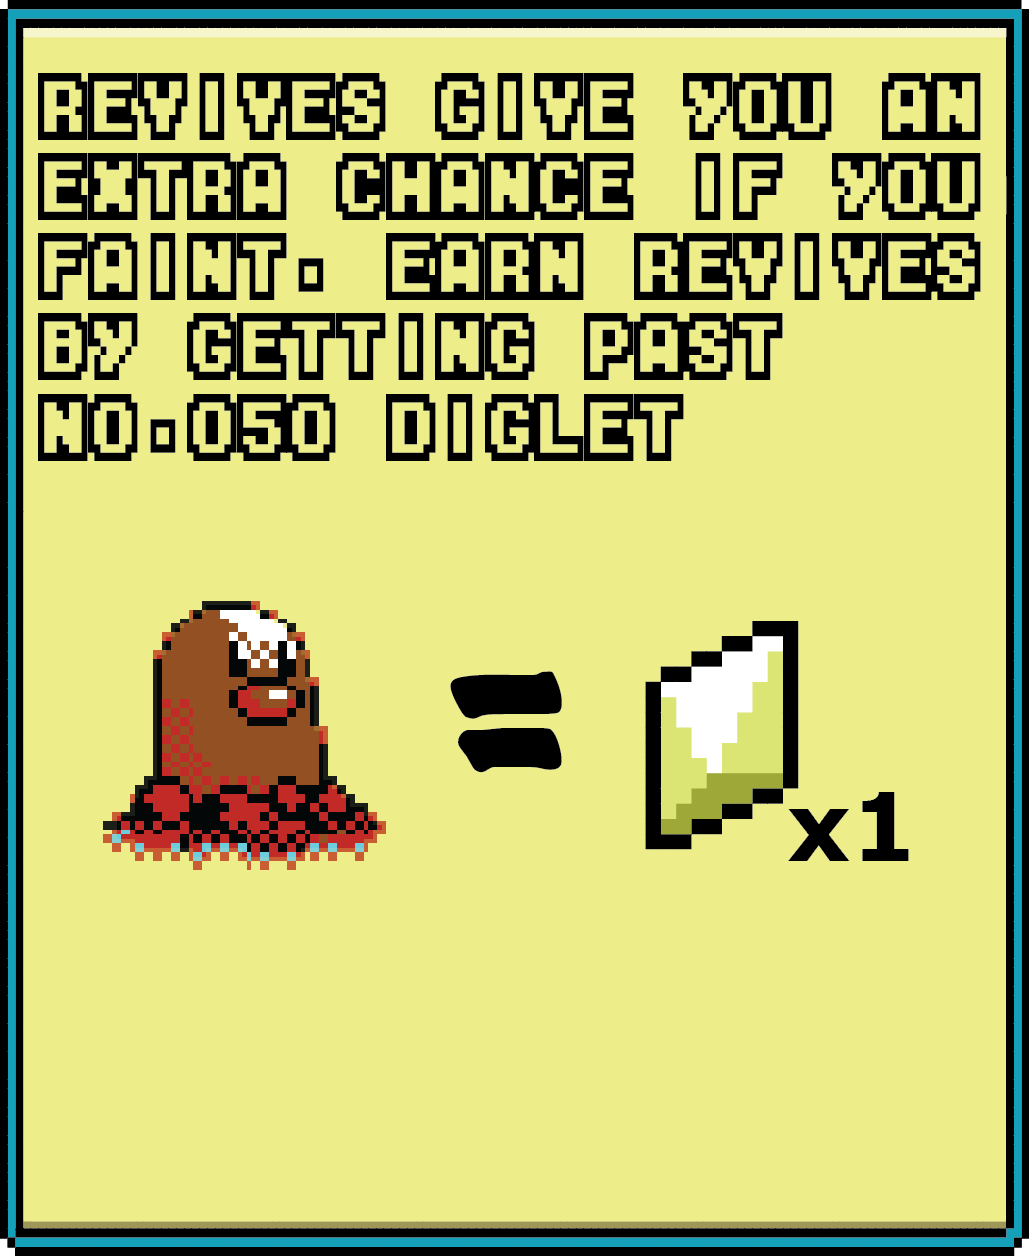 REVIVES GIVE YOU AN
EXTRA CHANCE IF YOU
FAINT. EARN REVIVES
BY GETTING PAST
NO.050 DIGLET
=
x1